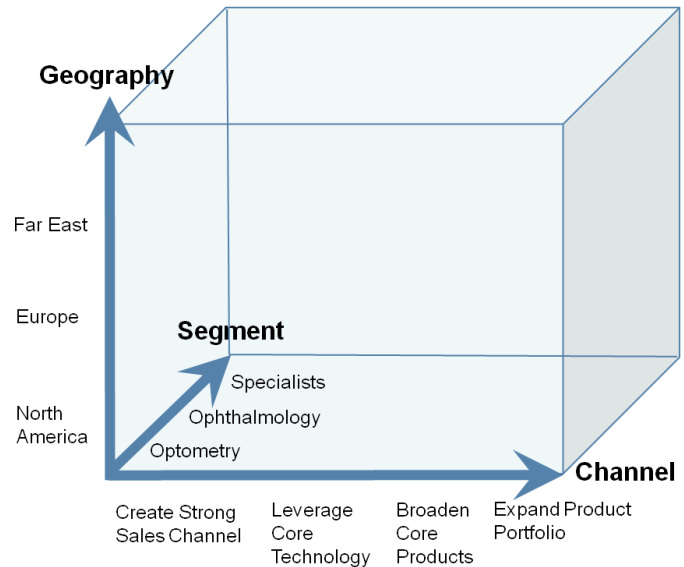 Geography
Far East
Europe
North
America
Segment
Specialists
Ophthalmology
Optometry
Channel
Create Strong
Sales Channel
Leverage
Core
Technology
Broaden
Core
Products
Expand Product
Portfolio